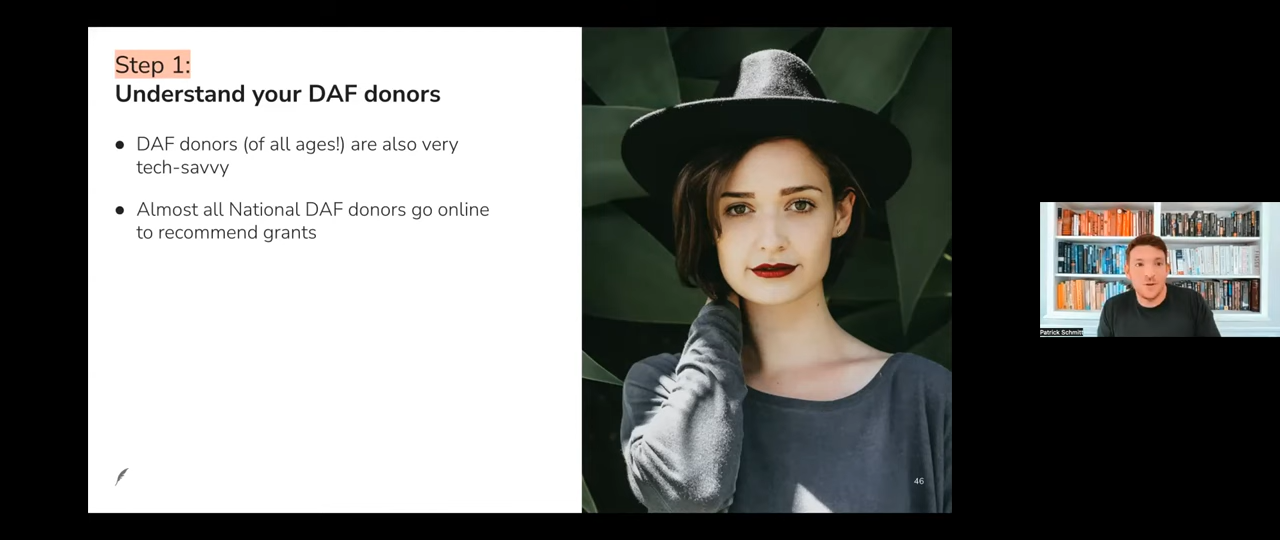 Step 1:
Understand your DAF donors
● DAF donors (of all ages!) are also very
tech-savvy
● Almost all National DAF donors go online
to recommend grants
46
Patrick Schmitt